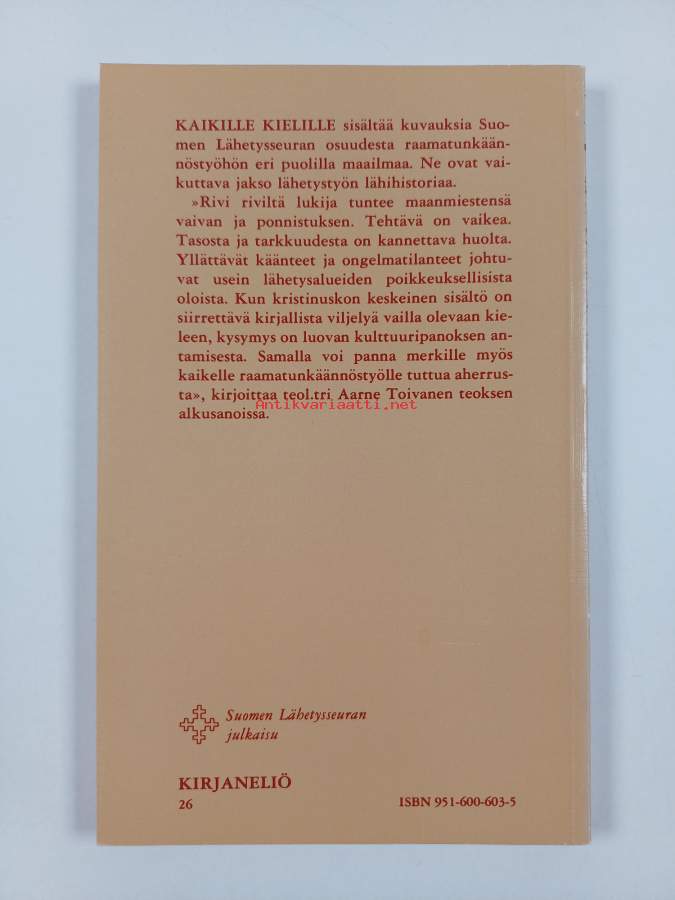 KAIKILLE KIELILLE sisältää kuvauksia Suo-
men Lähetysseuran osuudesta raamatunkään-
nöstyöhön eri puolilla maailmaa. Ne ovat vai-
kuttava jakso lähetystyön lähihistoriaa.
»Rivi riviltä lukija tuntee maanmiestensä
vaivan ja ponnistuksen. Tehtävä on vaikea.
Tasosta ja tarkkuudesta on kannettava huolta.
Yllättävät käänteet ja ongelmatilanteet johtu-
vat usein lähetysalueiden poikkeuksellisista
oloista. Kun kristinuskon keskeinen sisältö on
siirrettävä kirjallista viljelyä vailla olevaan kie-
leen, kysymys on luovan kulttuuripanoksen an-
tamisesta. Samalla voi panna merkille myös
kaikelle raamatunkäännöstyölle tuttua aherrus-
ta», kirjoittaa teol.tri Aarne Toivanen teoksen
Antikvariaatti.net
alkusanoissa.
Suomen Lähetysseuran
julkaisu
KIRJANELIÖ
26
ISBN 951-600-603-5